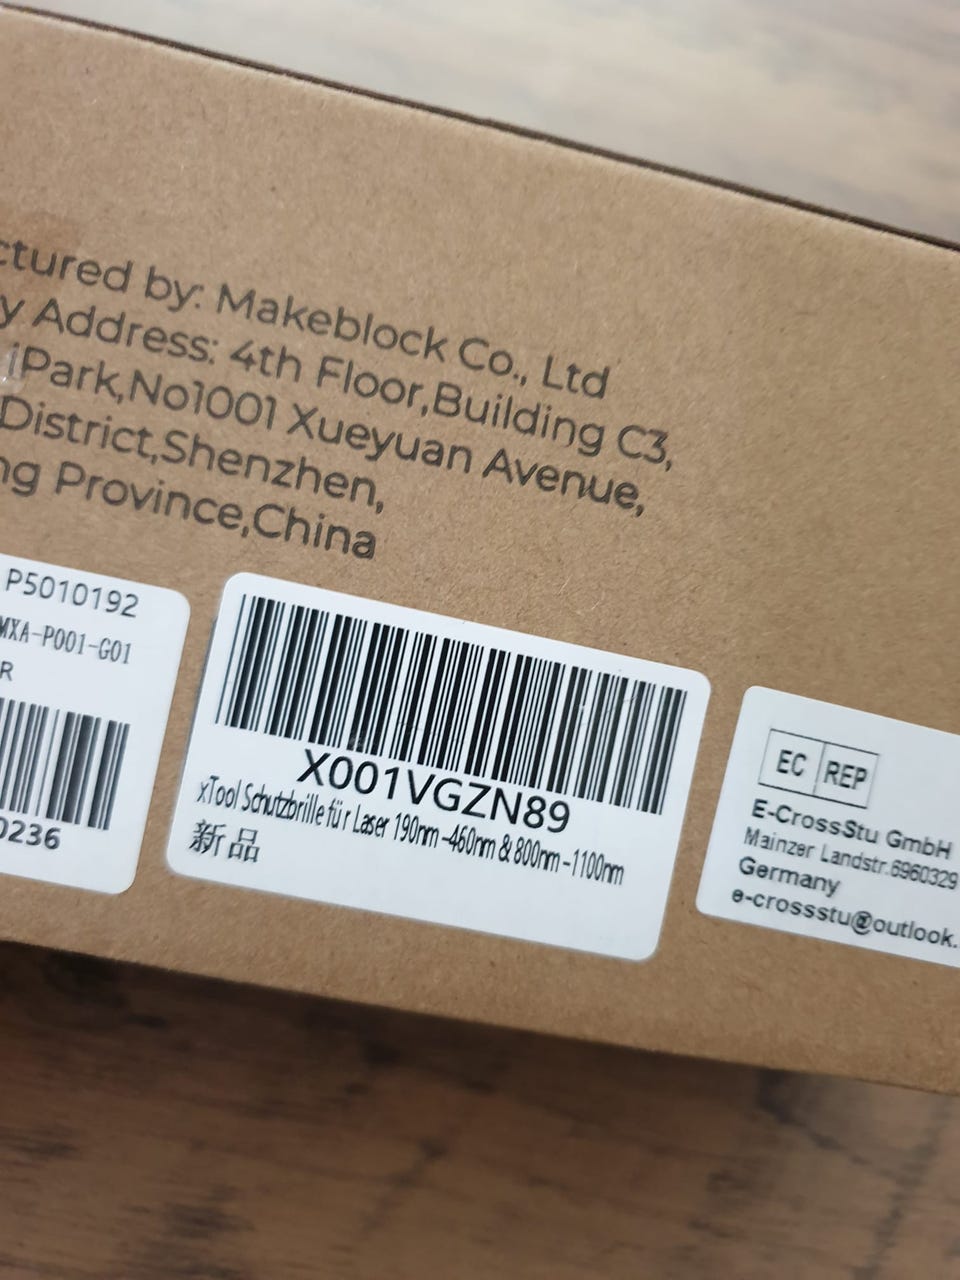 ctured by: Makeblock Co., Ltd
y Address: 4th Floor,Building C3,
iPark,No1001 Xueyuan Avenue,
District,Shenzhen,
ng Province,China
P5010192
MXA-P001-G01
R
0236
X001VGZN89
xTool Schutzbrille für Laser 190nm-460nm & 800nm-1100nm
新品
EC REP
E-CrossStu GmbH
Mainzer Landstr.6960329
Germany
e-crossstu@outlook.